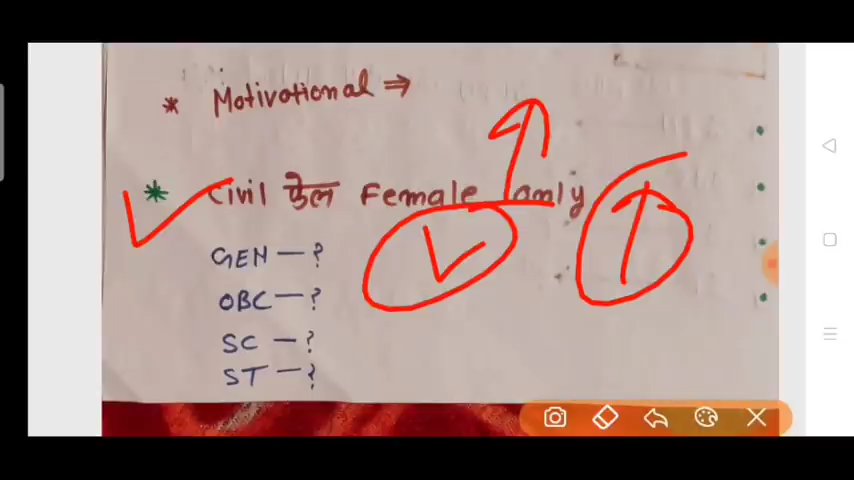 * Motivational ⇒
* Civil फेल Female only
GEN — ?
OBC — ?
SC — ?
ST — ?